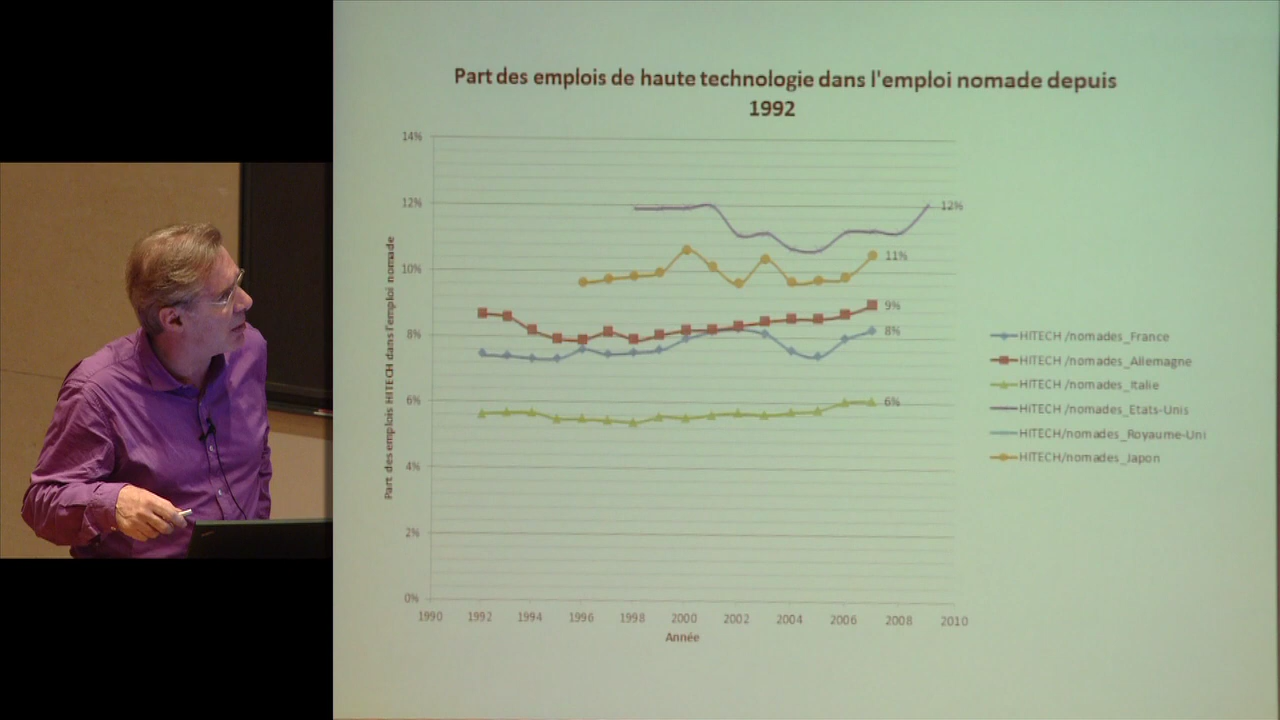 Part des emplois de haute technologie dans l'emploi nomade depuis
1992
14%
12%
10%
8%
6%
4%
2%
0%
Part des emplois HITECH dans l'emploi nomade
12%
11%
9%
8%
6%
1990 1992 1994 1996 1998 2000 2002 2004 2006 2008 2010
Année
HITECH /nomades_France
HITECH /nomades_Allemagne
HITECH /nomades_Italie
HITECH /nomades_Etats-Unis
HITECH/nomades_Royaume-Uni
HITECH/nomades_Japon